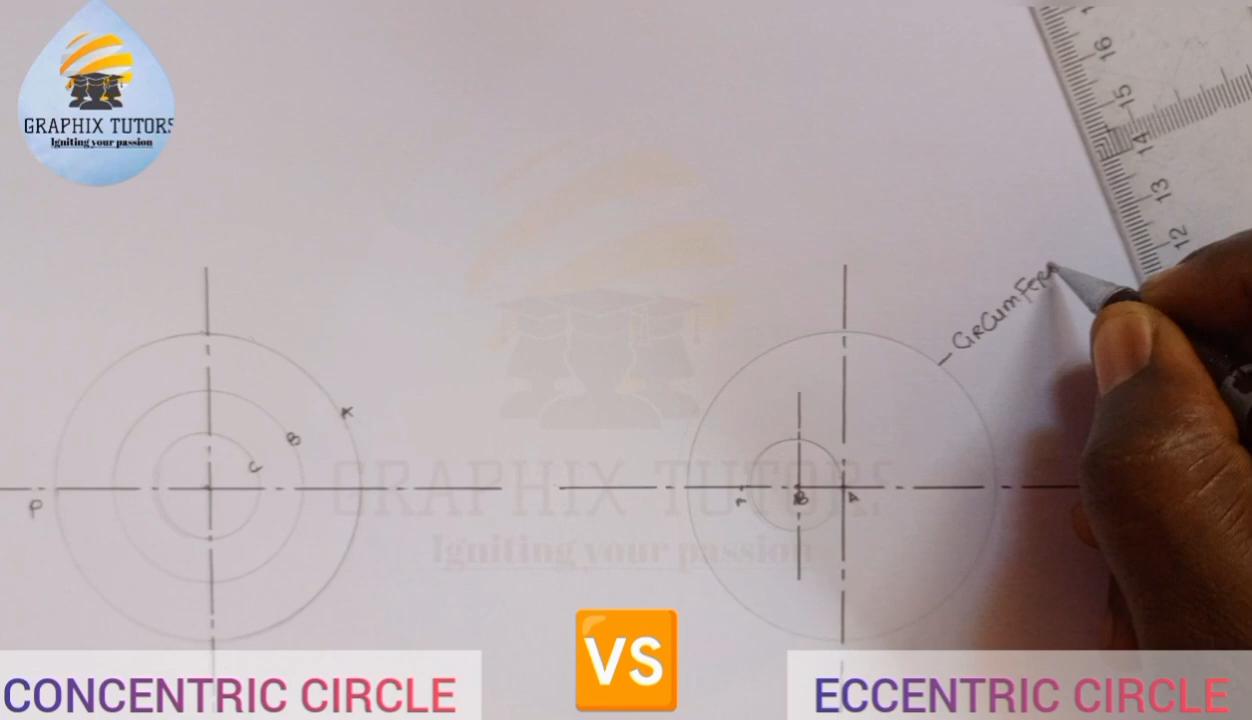 GRAPHIX TUTORS
Igniting your passion
16
15
14
13
12
CIRCUMFERE
A
B
C
P
B
A
GRAPHIX TUTORS
Igniting your passion
VS
CONCENTRIC CIRCLE
ECCENTRIC CIRCLE